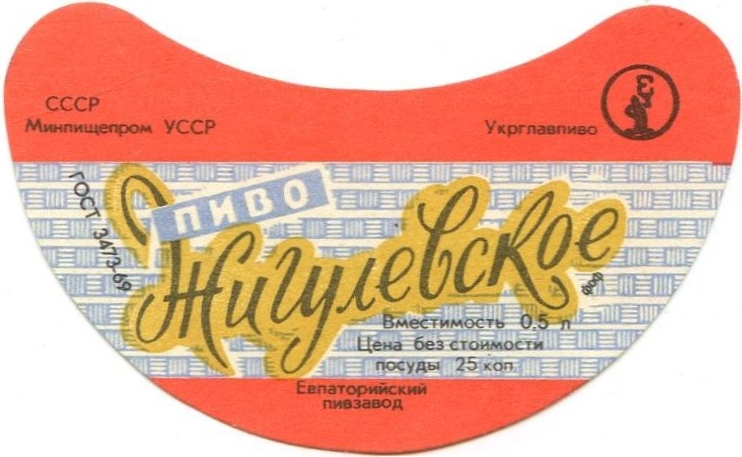 СССР
Минпищепром УССР
Укрглавпиво
ГОСТ 3473-69
ПИВО
Жигулевское
Вместимость 0,5 л
Цена без стоимости
посуды 25 коп.
Евпаторийский
пивзавод